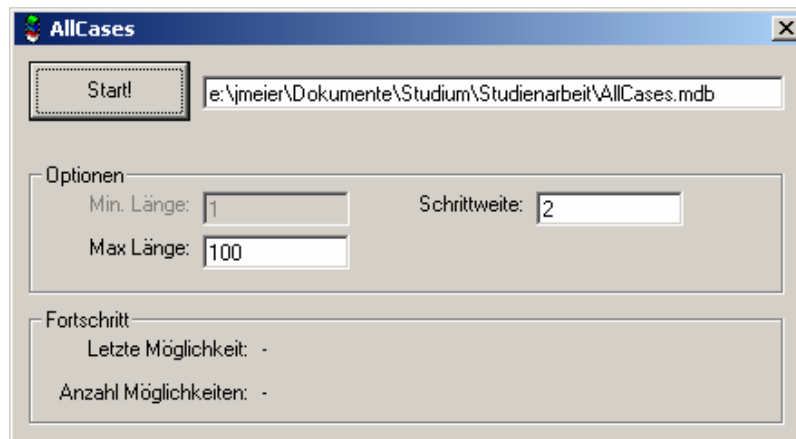 AllCases
Start! e:\jmeier\Dokumente\Studium\Studienarbeit\AllCases.mdb
Optionen
Min. Länge: 1 Schrittweite: 2
Max Länge: 100
Fortschritt
Letzte Möglichkeit: -
Anzahl Möglichkeiten: -